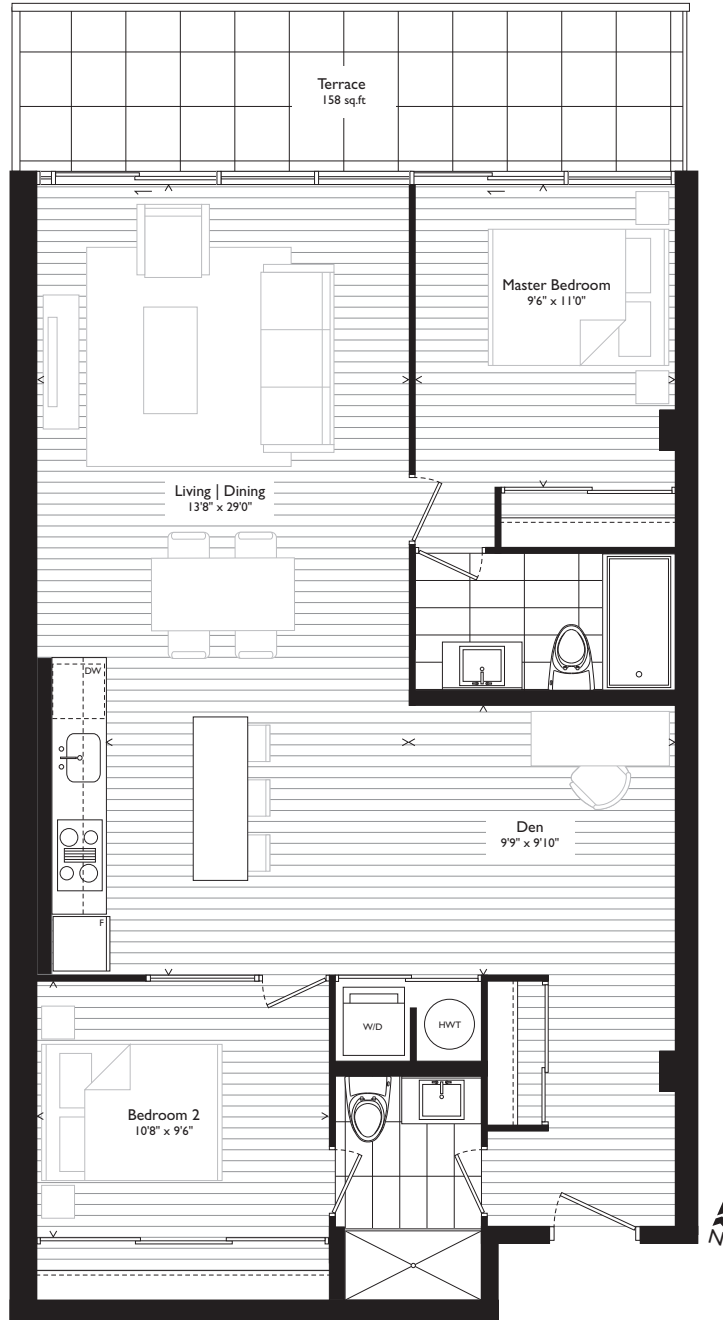 Terrace
158 sq.ft
Master Bedroom
9'6" x 11'0"
Living | Dining
13'8" x 29'0"
DW
Den
9'9" x 9'10"
F
W/D
HWT
Bedroom 2
10'8" x 9'6"
N